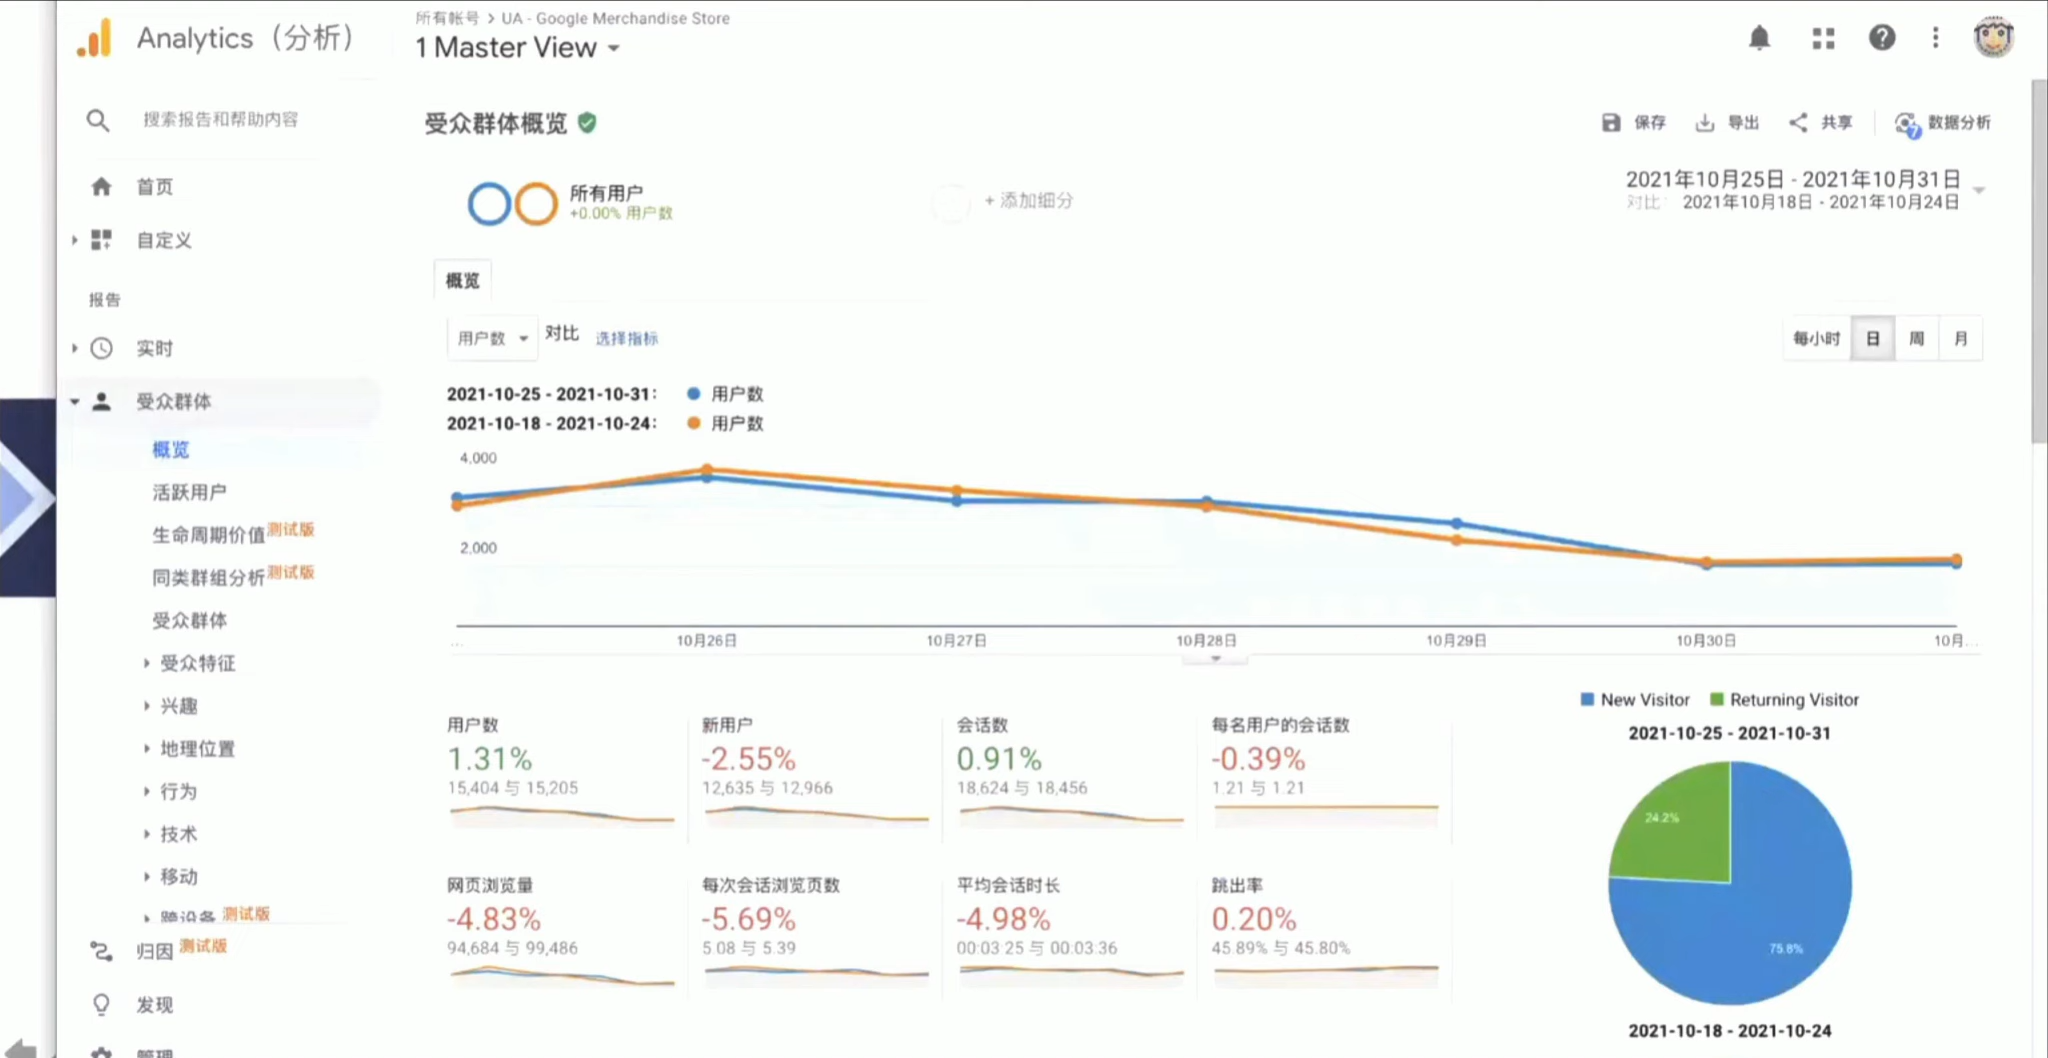 Analytics（分析）
所有帐号 > UA - Google Merchandise Store
1 Master View
搜索报告和帮助内容
首页
自定义
报告
实时
受众群体
概览
活跃用户
生命周期价值 测试版
同类群组分析 测试版
受众群体
受众特征
兴趣
地理位置
行为
技术
移动
跨设备 测试版
归因 测试版
发现
管理
受众群体概览
保存
导出
共享
7
数据分析
所有用户
+0.00% 用户数
+ 添加细分
2021年10月25日 - 2021年10月31日
对比： 2021年10月18日 - 2021年10月24日
概览
用户数 对比 选择指标
每小时 日 周 月
2021-10-25 - 2021-10-31: 用户数
2021-10-18 - 2021-10-24: 用户数
4,000
2,000
... 10月26日 10月27日 10月28日 10月29日 10月30日 10月...
用户数
1.31%
15,404 与 15,205
新用户
-2.55%
12,635 与 12,966
会话数
0.91%
18,624 与 18,456
每名用户的会话数
-0.39%
1.21 与 1.21
网页浏览量
-4.83%
94,684 与 99,486
每次会话浏览页数
-5.69%
5.08 与 5.39
平均会话时长
-4.98%
00:03:25 与 00:03:36
跳出率
0.20%
45.89% 与 45.80%
New Visitor Returning Visitor
2021-10-25 - 2021-10-31
24.2%
75.8%
2021-10-18 - 2021-10-24